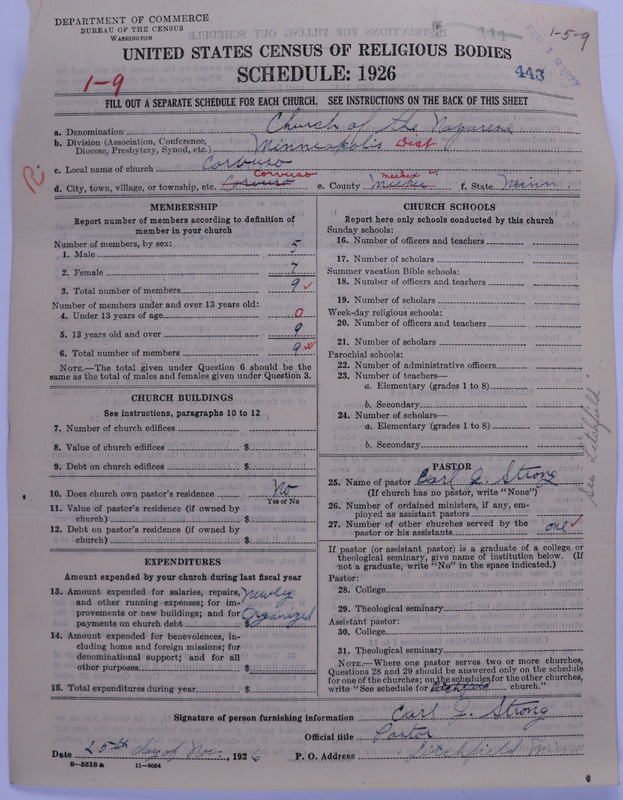 DEPARTMENT OF COMMERCE
BUREAU OF THE CENSUS
WASHINGTON
1-5-9
UNITED STATES CENSUS OF RELIGIOUS BODIES
SCHEDULE: 1926
443
1-9
FILL OUT A SEPARATE SCHEDULE FOR EACH CHURCH. SEE INSTRUCTIONS ON THE BACK OF THIS SHEET
a. Denomination Church of the Nazarene
b. Division (Association, Conference, Diocese, Presbytery, Synod, etc.) Minneapolis Dist
c. Local name of church Corvuso
d. City, town, village, or township, etc. Corvuso Corvuso e. County Meeker Meeker f. State Minn.
R.
MEMBERSHIP
Report number of members according to definition of
member in your church
Number of members, by sex:
1. Male 5
2. Female
3. Total number of members 9
Number of members under and over 13 years old:
4. Under 13 years of age 0
5. 13 years old and over 9
6. Total number of members 9
NOTE.—The total given under Question 6 should be
the same as the total of males and females given under Question 3.
CHURCH BUILDINGS
See instructions, paragraphs 10 to 12
7. Number of church edifices
8. Value of church edifices $
9. Debt on church edifices $
10. Does church own pastor's residence No
Yes or No
11. Value of pastor's residence (if owned by
church) $
12. Debt on pastor's residence (if owned by
church) $
EXPENDITURES
Amount expended by your church during last fiscal year
13. Amount expended for salaries, repairs, Newly
and other running expenses; for im-
provements or new buildings; and for Organized
payments on church debt $
14. Amount expended for benevolences, in-
cluding home and foreign missions; for
denominational support; and for all
other purposes $
15. Total expenditures during year $
CHURCH SCHOOLS
Report here only schools conducted by this church
Sunday schools:
16. Number of officers and teachers
17. Number of scholars
Summer vacation Bible schools:
18. Number of officers and teachers
19. Number of scholars
Week-day religious schools:
20. Number of officers and teachers
21. Number of scholars
Parochial schools:
22. Number of administrative officers
23. Number of teachers—
a. Elementary (grades 1 to 8)
b. Secondary
24. Number of scholars—
a. Elementary (grades 1 to 8)
b. Secondary
See Litchfield
PASTOR
25. Name of pastor Carl J. Strong
(If church has no pastor, write "None")
26. Number of ordained ministers, if any, em-
ployed as assistant pastors
27. Number of other churches served by the
pastor or his assistants one
If pastor (or assistant pastor) is a graduate of a college or
theological seminary, give name of institution below. (If
not a graduate, write "No" in the space indicated.)
Pastor:
28. College
29. Theological seminary
Assistant pastor:
30. College
31. Theological seminary
NOTE.—Where one pastor serves two or more churches,
Questions 28 and 29 should be answered only on the schedule
for one of the churches; on the schedules for the other churches,
write "See schedule for Litchfield church."
Signature of person furnishing information Carl J. Strong
Official title Pastor
Date 25th day of Nov., 1926 P. O. Address Litchfield Minn
8—5518 a 11—9054